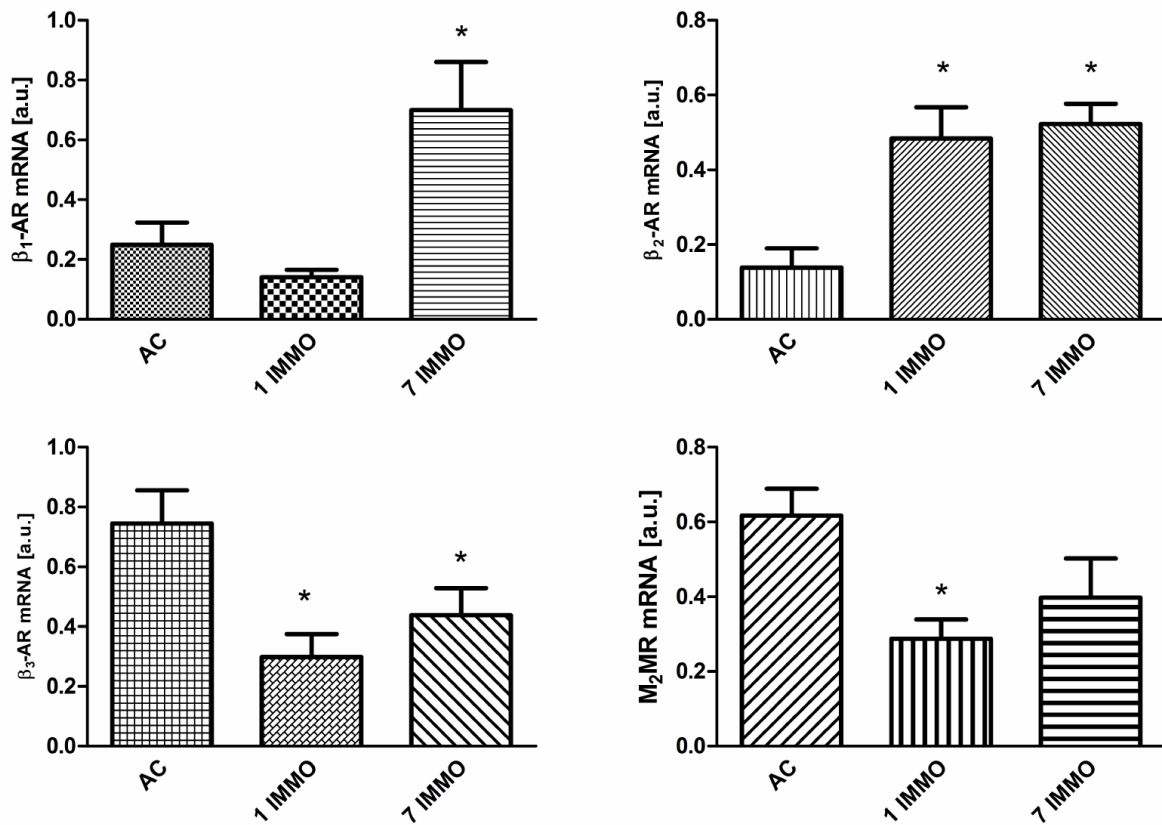 β₁-AR mRNA [a.u.]
1.0
0.8
0.6
0.4
0.2
0.0
*
AC
1 IMMO
7 IMMO
β₂-AR mRNA [a.u.]
0.8
0.6
0.4
0.2
0.0
*
*
AC
1 IMMO
7 IMMO
β₃-AR mRNA [a.u.]
1.0
0.8
0.6
0.4
0.2
0.0
*
*
AC
1 IMMO
7 IMMO
M₂MR mRNA [a.u.]
0.8
0.6
0.4
0.2
0.0
*
AC
1 IMMO
7 IMMO